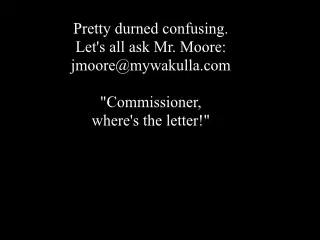 Pretty durned confusing.
Let's all ask Mr. Moore:
jmoore@mywakulla.com
"Commissioner,
where's the letter!"